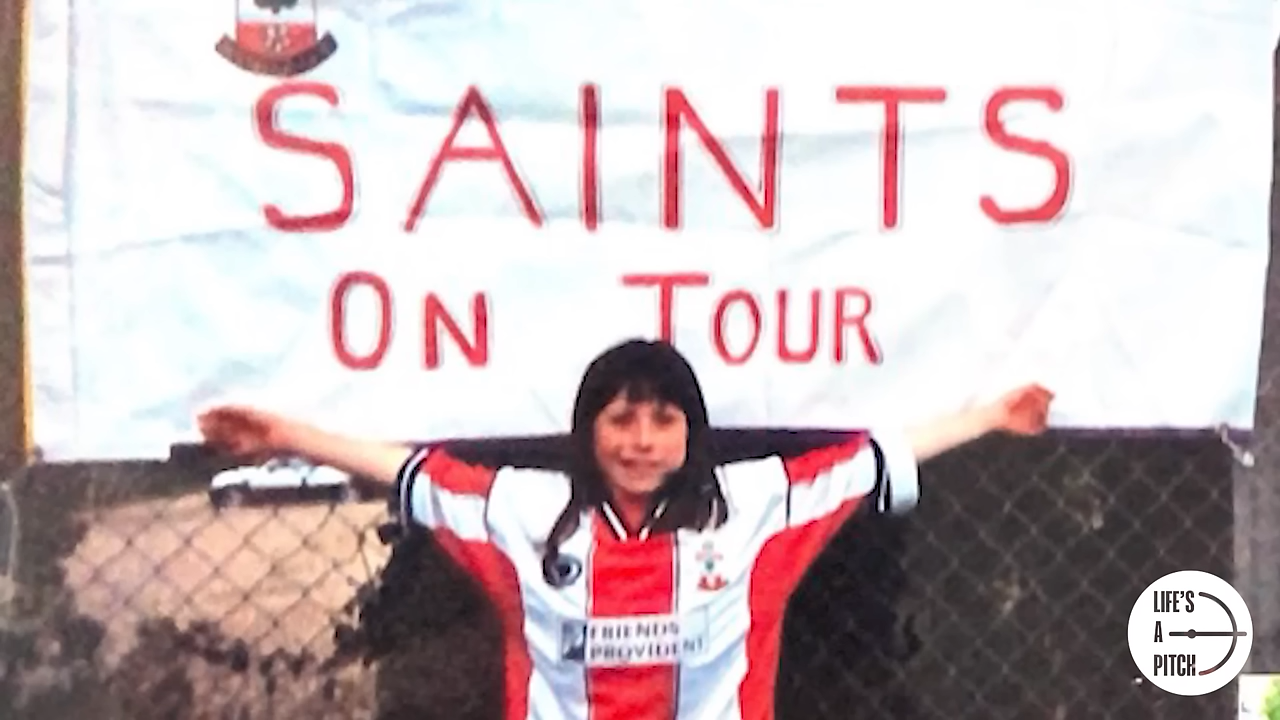 SAINTS
ON TOUR
FRIENDS
PROVIDENT
LIFE'S
A
PITCH